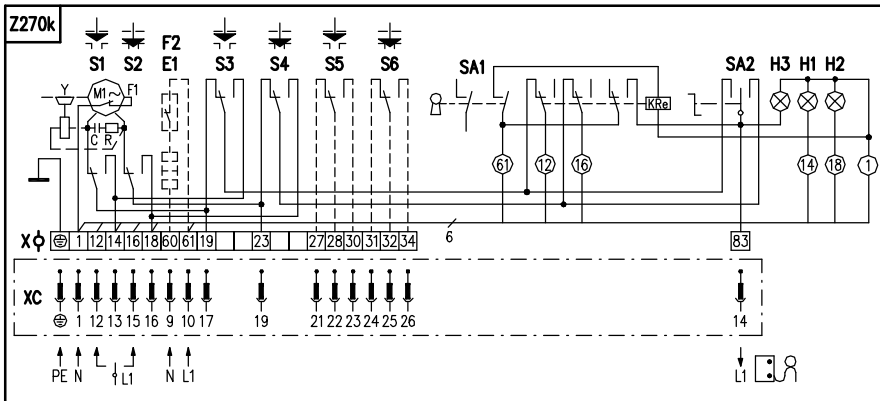 Z270k
F2
S1 S2 E1 S3 S4 S5 S6 SA1 SA2 H3 H1 H2
Y M1 ~ F1
KRe
C R
61 12 16 14 18 1
6
X 1 12 14 16 18 60 61 19 23 27 28 30 31 32 34 83
XC
1 12 13 15 16 9 10 17 19 21 22 23 24 25 26 14
PE N L1 N L1 L1